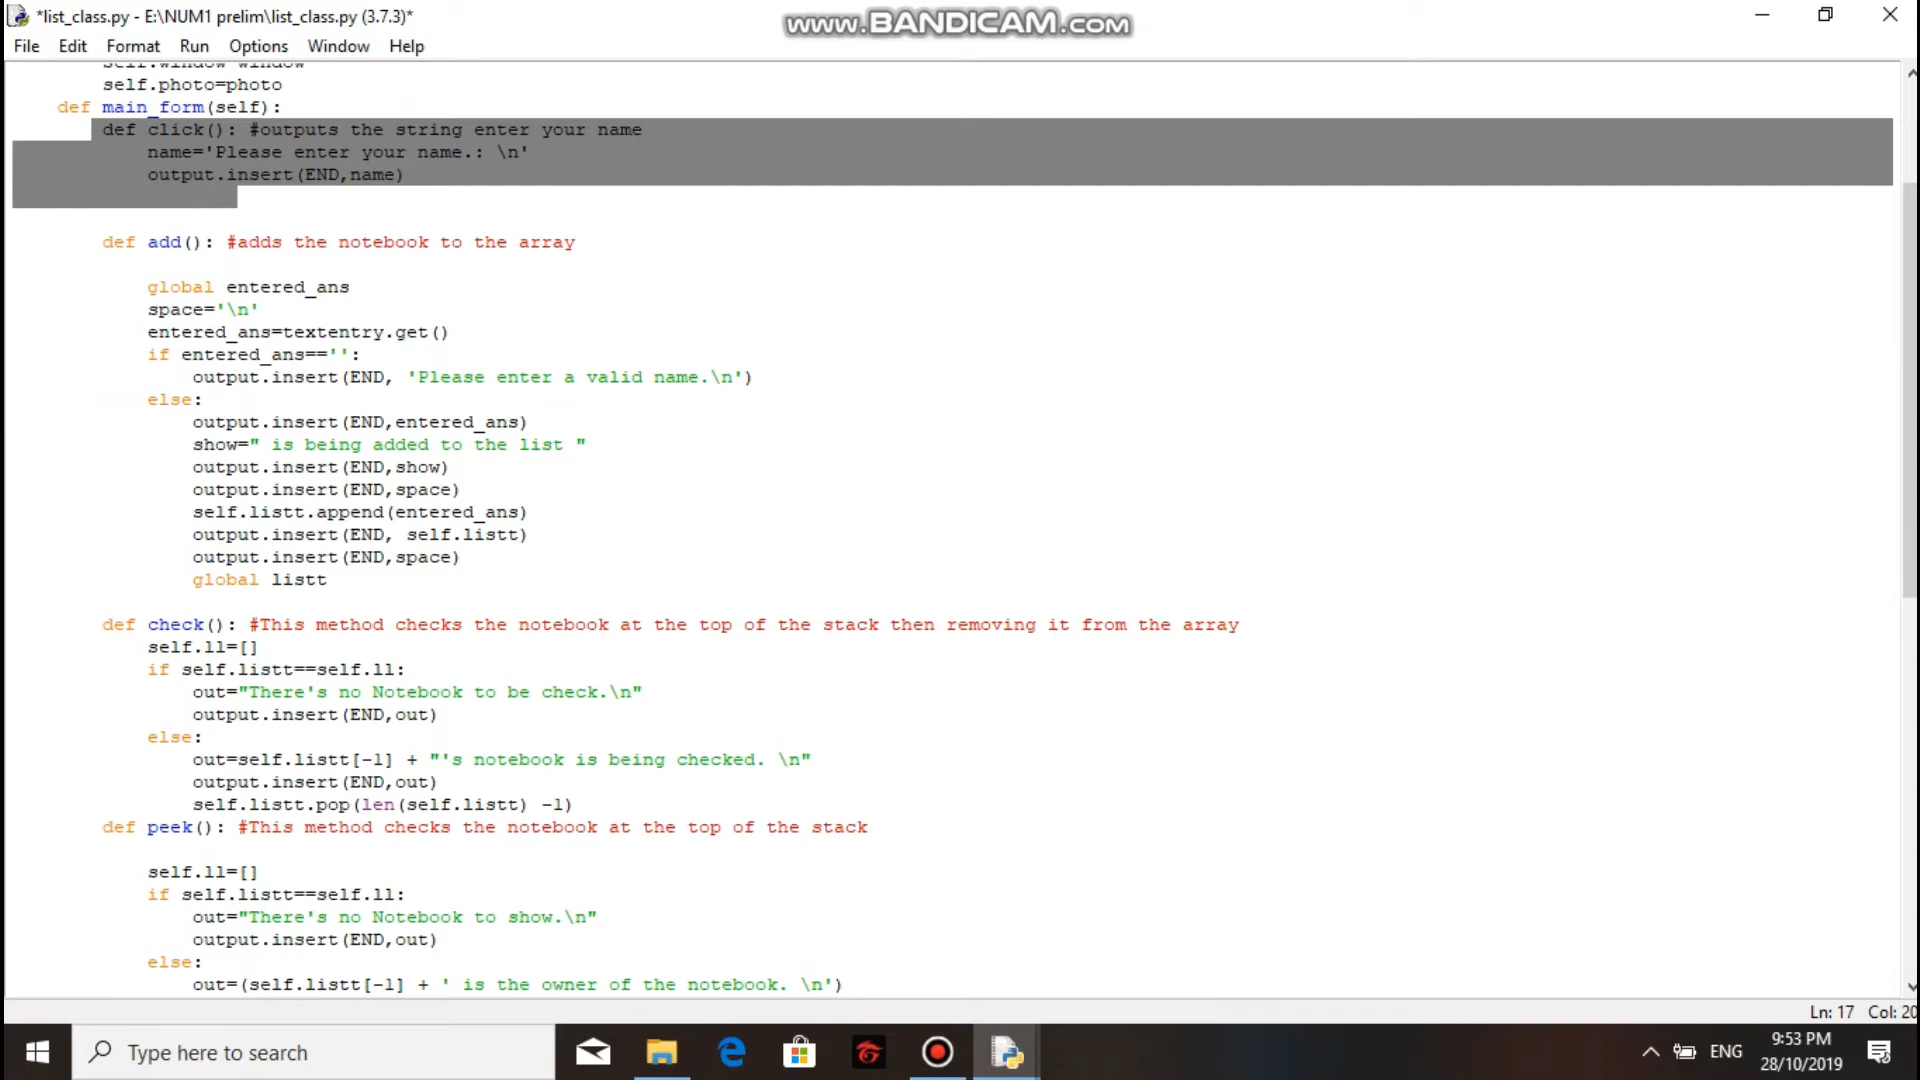 *list_class.py - E:\NUM1 prelim\list_class.py (3.7.3)*
www.BANDICAM.com
File Edit Format Run Options Window Help
self.photo=photo
def main_form(self):
def click(): #outputs the string enter your name
name='Please enter your name.: \n'
output.insert(END,name)
def add(): #adds the notebook to the array
global entered_ans
space='\n'
entered_ans=textentry.get()
if entered_ans=='':
output.insert(END, 'Please enter a valid name.\n')
else:
output.insert(END,entered_ans)
show=" is being added to the list "
output.insert(END,show)
output.insert(END,space)
self.listt.append(entered_ans)
output.insert(END, self.listt)
output.insert(END,space)
global listt
def check(): #This method checks the notebook at the top of the stack then removing it from the array
self.ll=[]
if self.listt==self.ll:
out="There's no Notebook to be check.\n"
output.insert(END,out)
else:
out=self.listt[-1] + "'s notebook is being checked. \n"
output.insert(END,out)
self.listt.pop(len(self.listt) -1)
def peek(): #This method checks the notebook at the top of the stack
self.ll=[]
if self.listt==self.ll:
out="There's no Notebook to show.\n"
output.insert(END,out)
else:
out=(self.listt[-1] + ' is the owner of the notebook. \n')
Ln: 17 Col: 20
Type here to search
ENG
9:53 PM
28/10/2019